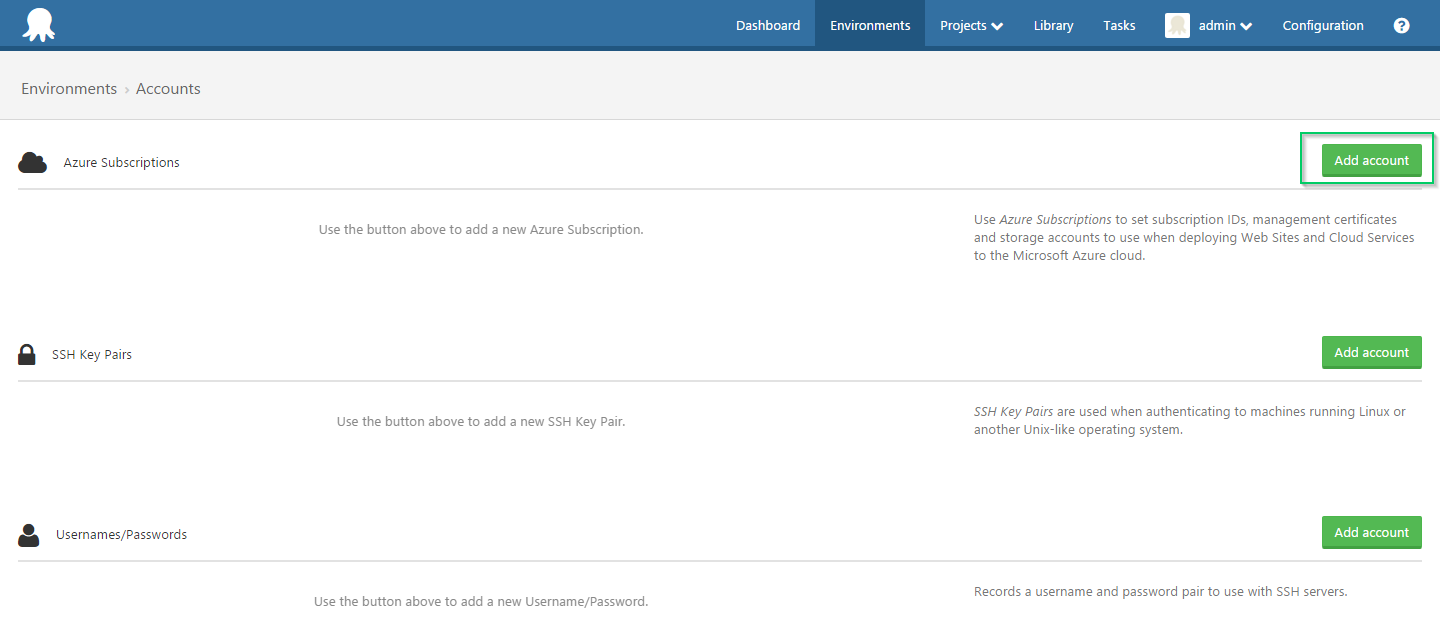 Dashboard Environments Projects Library Tasks admin Configuration ?
Environments › Accounts
Azure Subscriptions Add account
Use the button above to add a new Azure Subscription.
Use Azure Subscriptions to set subscription IDs, management certificates
and storage accounts to use when deploying Web Sites and Cloud Services
to the Microsoft Azure cloud.
SSH Key Pairs Add account
Use the button above to add a new SSH Key Pair.
SSH Key Pairs are used when authenticating to machines running Linux or
another Unix-like operating system.
Usernames/Passwords Add account
Use the button above to add a new Username/Password.
Records a username and password pair to use with SSH servers.